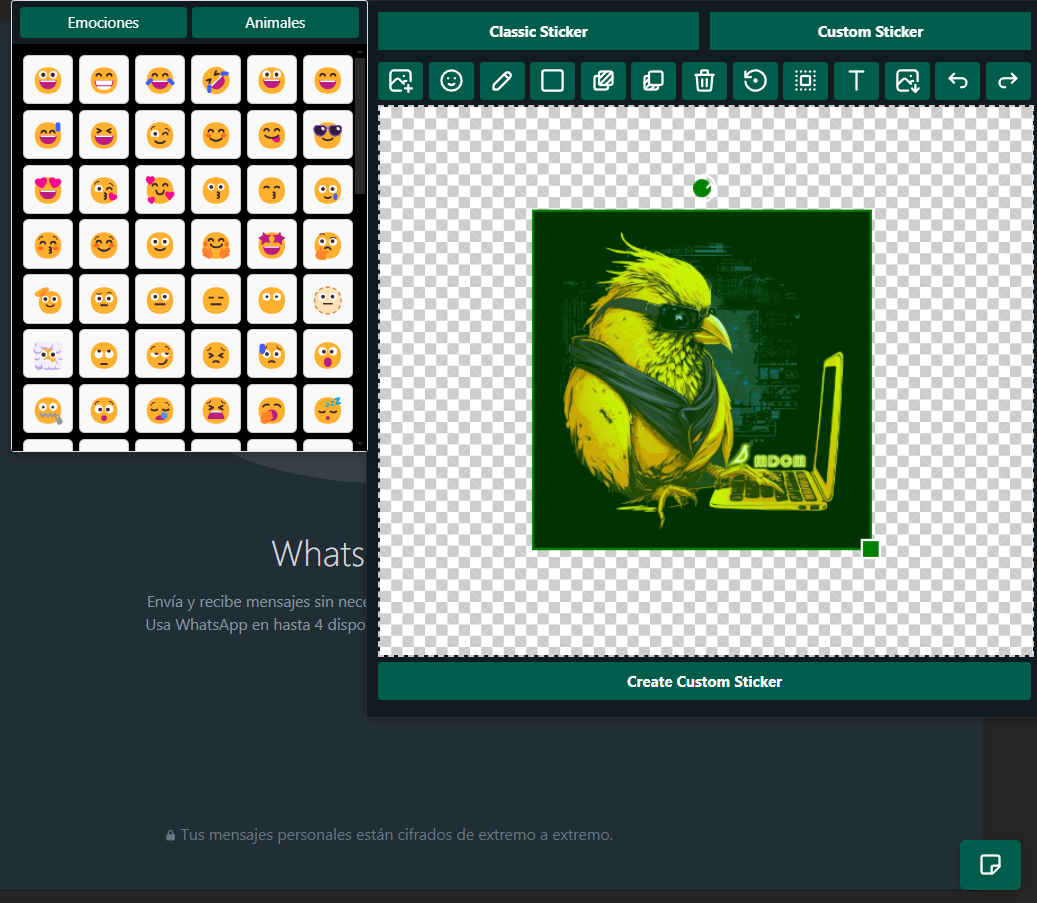 Emociones
Animales
Classic Sticker
Custom Sticker
T
MDCM
Create Custom Sticker
Whats
Envía y recibe mensajes sin nece
Usa WhatsApp en hasta 4 dispo
Tus mensajes personales están cifrados de extremo a extremo.